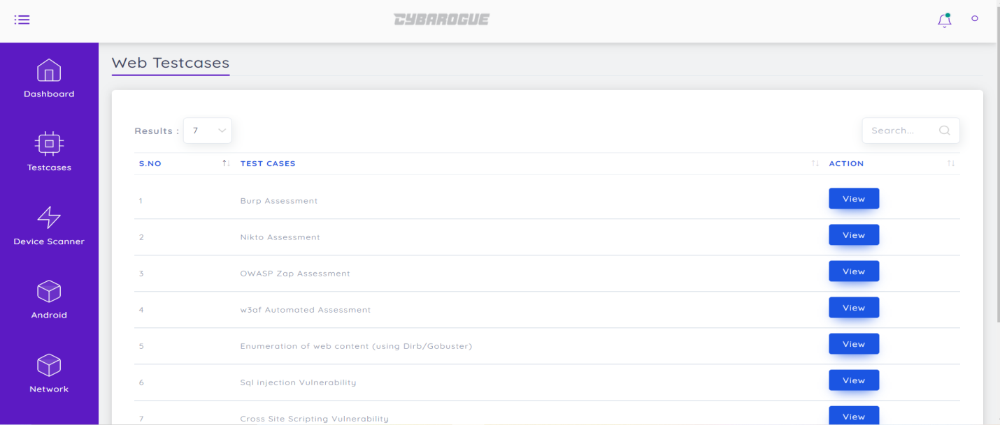 CYBAROGUE
Dashboard
Testcases
Device Scanner
Android
Network
Web Testcases
Results : 7
Search...
S.NO TEST CASES ACTION
1 Burp Assessment View
2 Nikto Assessment View
3 OWASP Zap Assessment View
4 w3af Automated Assessment View
5 Enumeration of web content (using Dirb/Gobuster) View
6 Sql injection Vulnerability View
7 Cross Site Scripting Vulnerability View